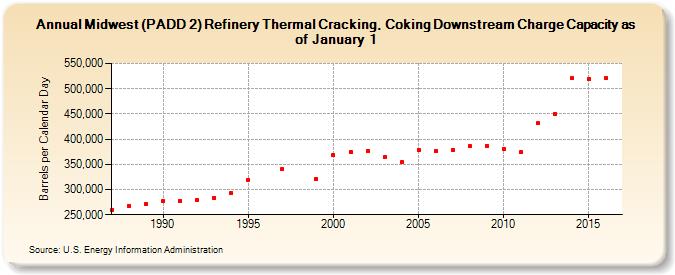 Annual Midwest (PADD 2) Refinery Thermal Cracking, Coking Downstream Charge Capacity as
of January 1
Barrels per Calendar Day
550,000
500,000
450,000
400,000
350,000
300,000
250,000
1990 1995 2000 2005 2010 2015
Source: U.S. Energy Information Administration